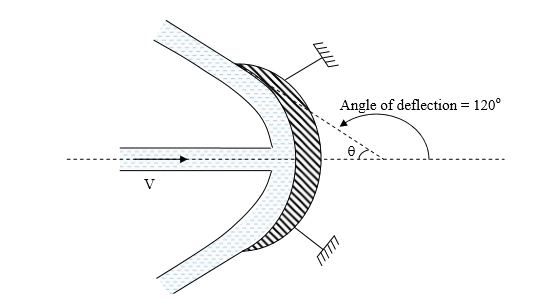 Angle of deflection = 120°
θ
V